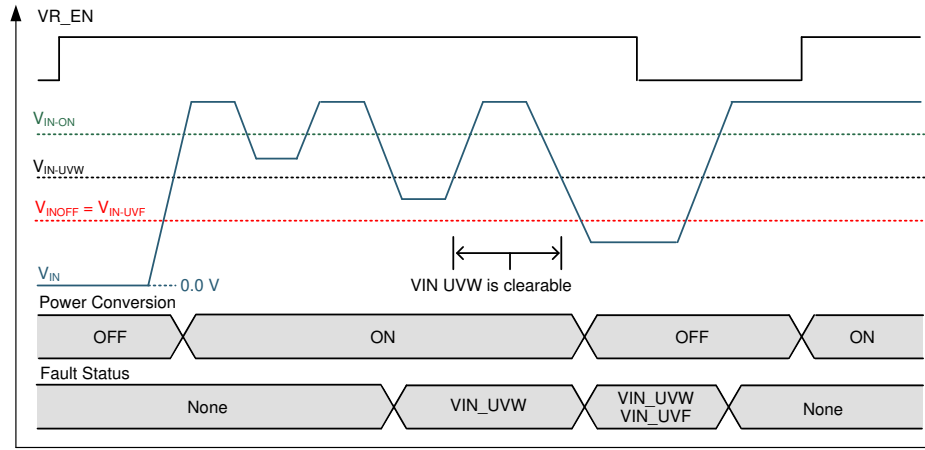 VR_EN
VIN-ON
VIN-UVW
VINOFF = VIN-UVF
VIN
0.0 V
VIN UVW is clearable
Power Conversion
OFF
ON
OFF
ON
Fault Status
None
VIN_UVW
VIN_UVW
VIN_UVF
None